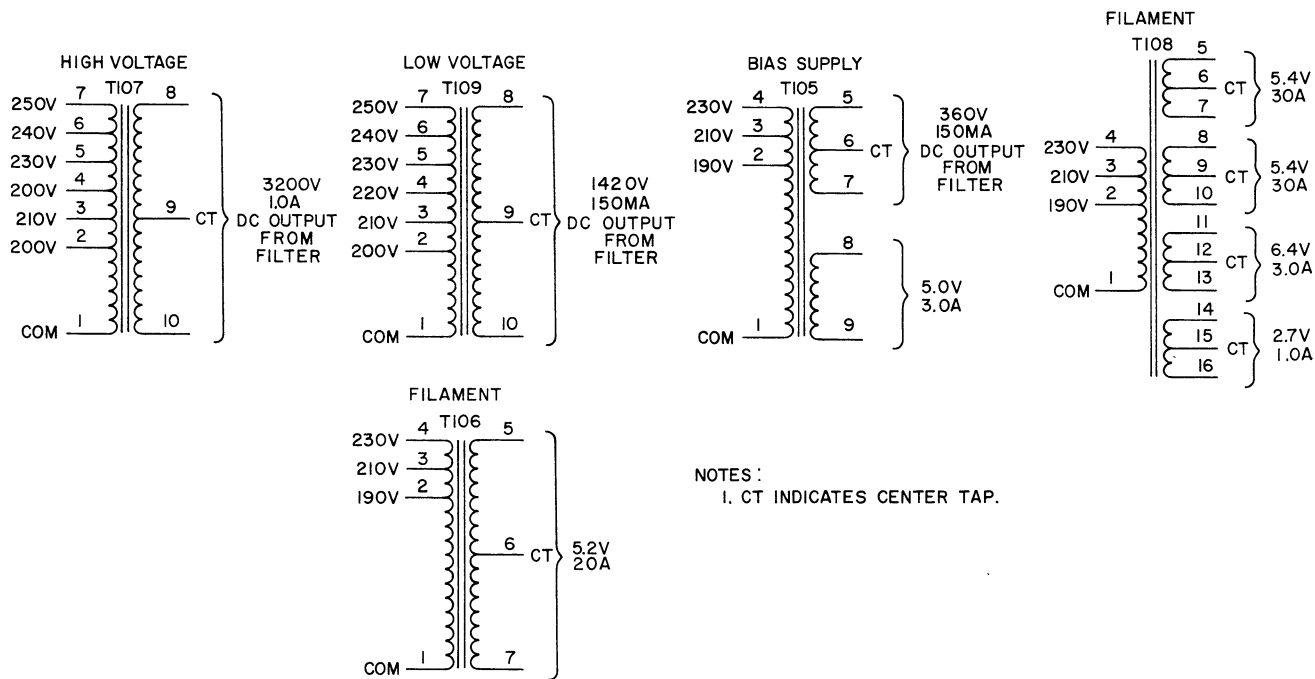 HIGH VOLTAGE
T107
7
250V
6
240V
5
230V
4
200V
3
210V
2
200V
1
COM
8
9
CT
10
3200V
1.0A
DC OUTPUT
FROM
FILTER
LOW VOLTAGE
T109
7
250V
6
240V
5
230V
4
220V
3
210V
2
200V
1
COM
8
9
CT
10
1420V
150MA
DC OUTPUT
FROM
FILTER
BIAS SUPPLY
T105
4
230V
3
210V
2
190V
1
COM
5
6
CT
7
360V
150MA
DC OUTPUT
FROM
FILTER
8
9
5.0V
3.0A
FILAMENT
T108
4
230V
3
210V
2
190V
1
COM
5
6
CT
7
5.4V
30A
8
9
CT
10
5.4V
30A
11
12
CT
13
6.4V
3.0A
14
15
CT
16
2.7V
1.0A
FILAMENT
T106
4
230V
3
210V
2
190V
1
COM
5
6
CT
7
5.2V
20A
NOTES:
1. CT INDICATES CENTER TAP.